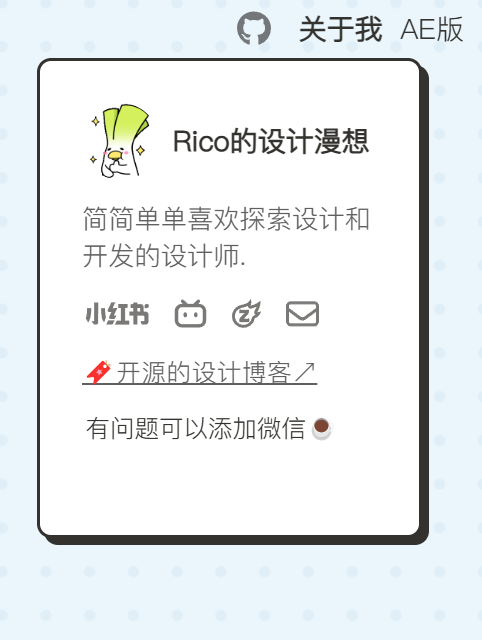 关于我 AE版
Rico的设计漫想
简简单单喜欢探索设计和
开发的设计师.
小红书
开源的设计博客↗
有问题可以添加微信